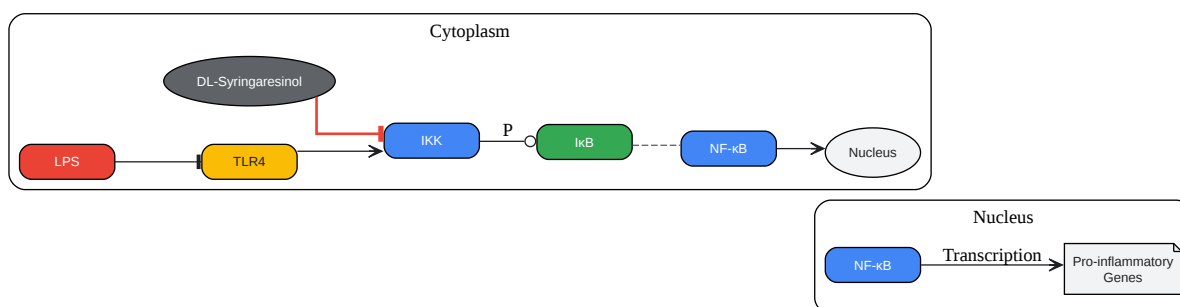 Cytoplasm
DL-Syringaresinol
LPS
TLR4
IKK
P
IκB
NF-κB
Nucleus
Nucleus
NF-κB
Transcription
Pro-inflammatory
Genes